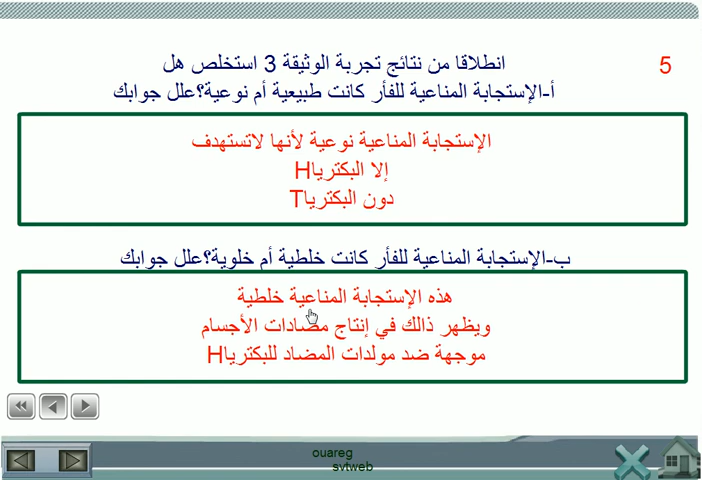 5
انطلاقا من نتائج تجربة الوثيقة 3 استخلص هل
أ-الإستجابة المناعية للفأر كانت طبيعية أم نوعية؟علل جوابك
الإستجابة المناعية نوعية لأنها لاتستهدف
إلا البكترياH
دون البكترياT
ب-الإستجابة المناعية للفأر كانت خلطية أم خلوية؟علل جوابك
هذه الإستجابة المناعية خلطية
ويظهر ذالك في إنتاج مضادات الأجسام
موجهة ضد مولدات المضاد للبكترياH
ouareg
svtweb